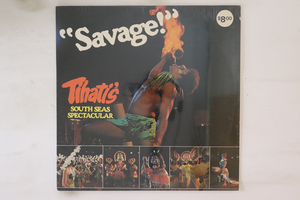 "Savage!"
$8.00
Tihati's
SOUTH SEAS
SPECTACULAR